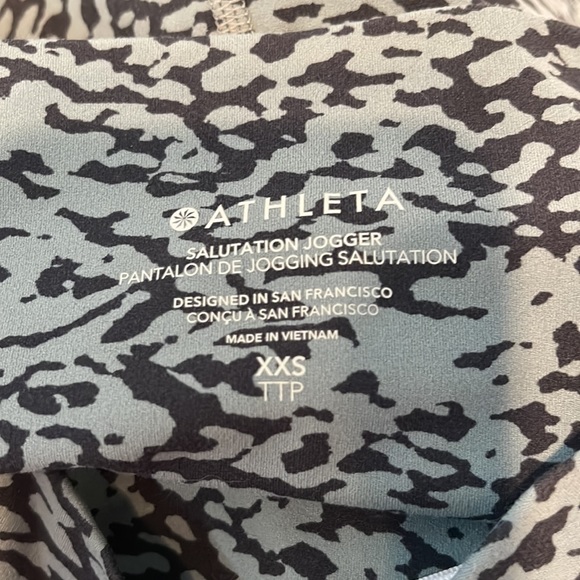 ATHLETA
SALUTATION JOGGER
PANTALON DE JOGGING SALUTATION
DESIGNED IN SAN FRANCISCO
CONÇU À SAN FRANCISCO
MADE IN VIETNAM
XXS
TTP